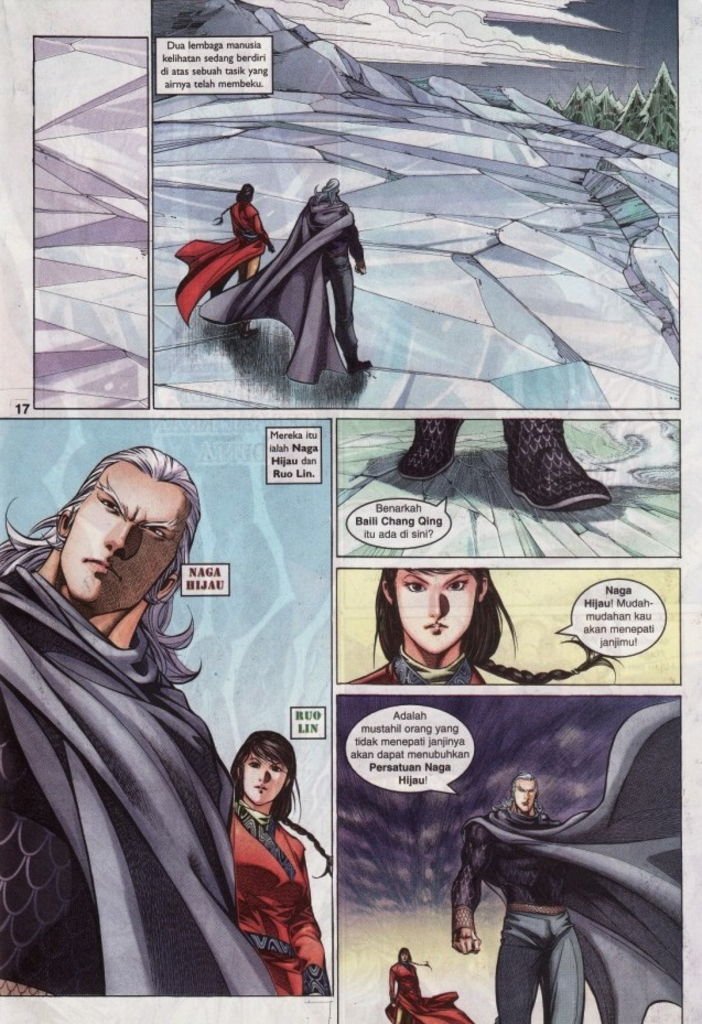 Dua lembaga manusia
kelihatan sedang berdiri
di atas sebuah tasik yang
airnya telah membeku.
17
Mereka itu
ialah Naga
Hijau dan
Ruo Lin.
NAGA
HIJAU
RUO
LIN
Benarkah
Baili Chang Qing
itu ada di sini?
Naga
Hijau! Mudah-
mudahan kau
akan menepati
janjimu!
Adalah
mustahil orang yang
tidak menepati janjinya
akan dapat menubuhkan
Persatuan Naga
Hijau!